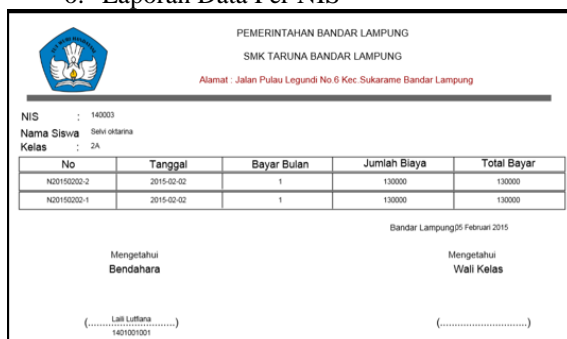 6. Laporan Data Per NIS
PEMERINTAHAN BANDAR LAMPUNG
SMK TARUNA BANDAR LAMPUNG
Alamat : Jalan Pulau Legundi No.6 Kec.Sukarame Bandar Lampung
NIS : 140003
Nama Siswa Selvi oktarina
Kelas : 2A
No Tanggal Bayar Bulan Jumlah Biaya Total Bayar
N20150202-2 2015-02-02 1 130000 130000
N20150202-1 2015-02-02 1 130000 130000
Bandar Lampung,05 Februari 2015
Mengetahui Mengetahui
Bendahara Wali Kelas
(.... Laili Lutfiana ....) (............................)
1401001001